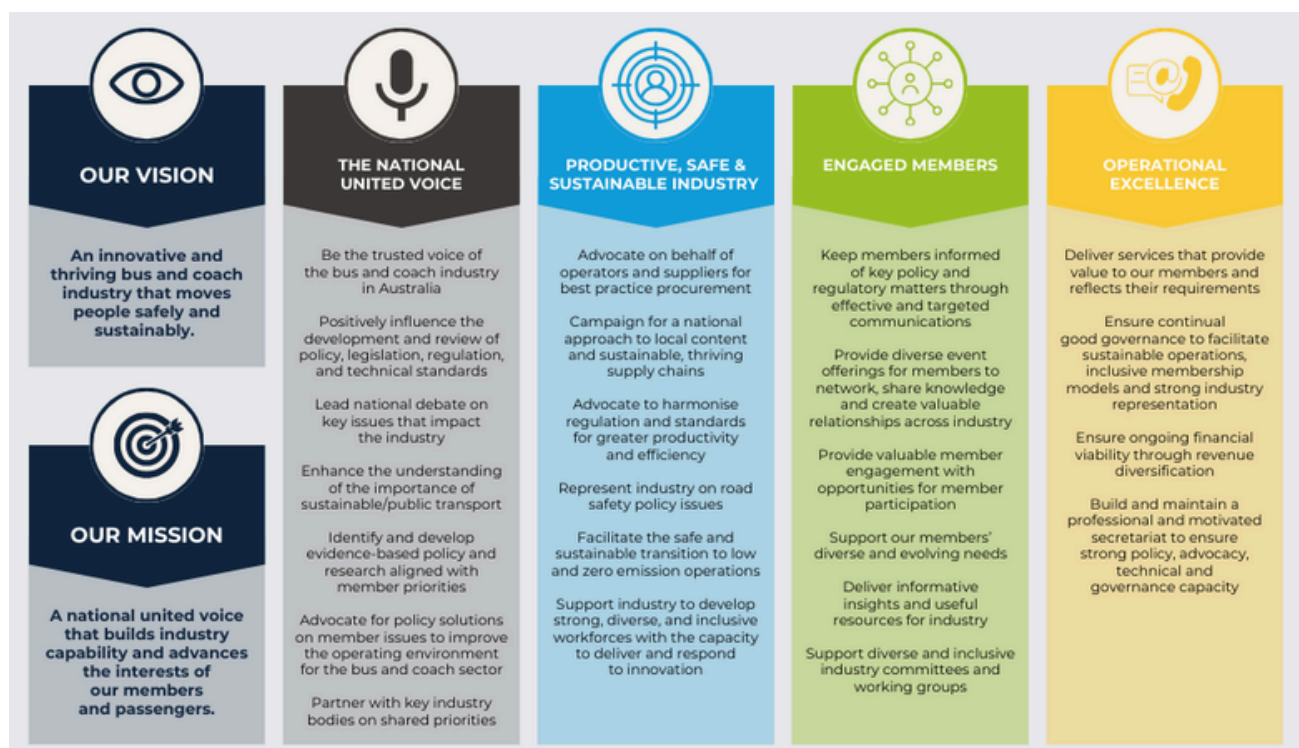 OUR VISION
An innovative and
thriving bus and coach
industry that moves
people safely and
sustainably.
OUR MISSION
A national united voice
that builds industry
capability and advances
the interests of
our members
and passengers.
THE NATIONAL
UNITED VOICE
Be the trusted voice of
the bus and coach industry
in Australia
Positively influence the
development and review of
policy, legislation, regulation,
and technical standards
Lead national debate on
key issues that impact
the industry
Enhance the understanding
of the importance of
sustainable/public transport
Identify and develop
evidence-based policy and
research aligned with
member priorities
Advocate for policy solutions
on member issues to improve
the operating environment
for the bus and coach sector
Partner with key industry
bodies on shared priorities
PRODUCTIVE, SAFE &
SUSTAINABLE INDUSTRY
Advocate on behalf of
operators and suppliers for
best practice procurement
Campaign for a national
approach to local content
and sustainable, thriving
supply chains
Advocate to harmonise
regulation and standards
for greater productivity
and efficiency
Represent industry on road
safety policy issues
Facilitate the safe and
sustainable transition to low
and zero emission operations
Support industry to develop
strong, diverse, and inclusive
workforces with the capacity
to deliver and respond
to innovation
ENGAGED MEMBERS
Keep members informed
of key policy and
regulatory matters through
effective and targeted
communications
Provide diverse event
offerings for members to
network, share knowledge
and create valuable
relationships across industry
Provide valuable member
engagement with
opportunities for member
participation
Support our members'
diverse and evolving needs
Deliver informative
insights and useful
resources for industry
Support diverse and inclusive
industry committees and
working groups
@
OPERATIONAL
EXCELLENCE
Deliver services that provide
value to our members and
reflects their requirements
Ensure continual
good governance to facilitate
sustainable operations,
inclusive membership
models and strong industry
representation
Ensure ongoing financial
viability through revenue
diversification
Build and maintain a
professional and motivated
secretariat to ensure
strong policy, advocacy,
technical and
governance capacity